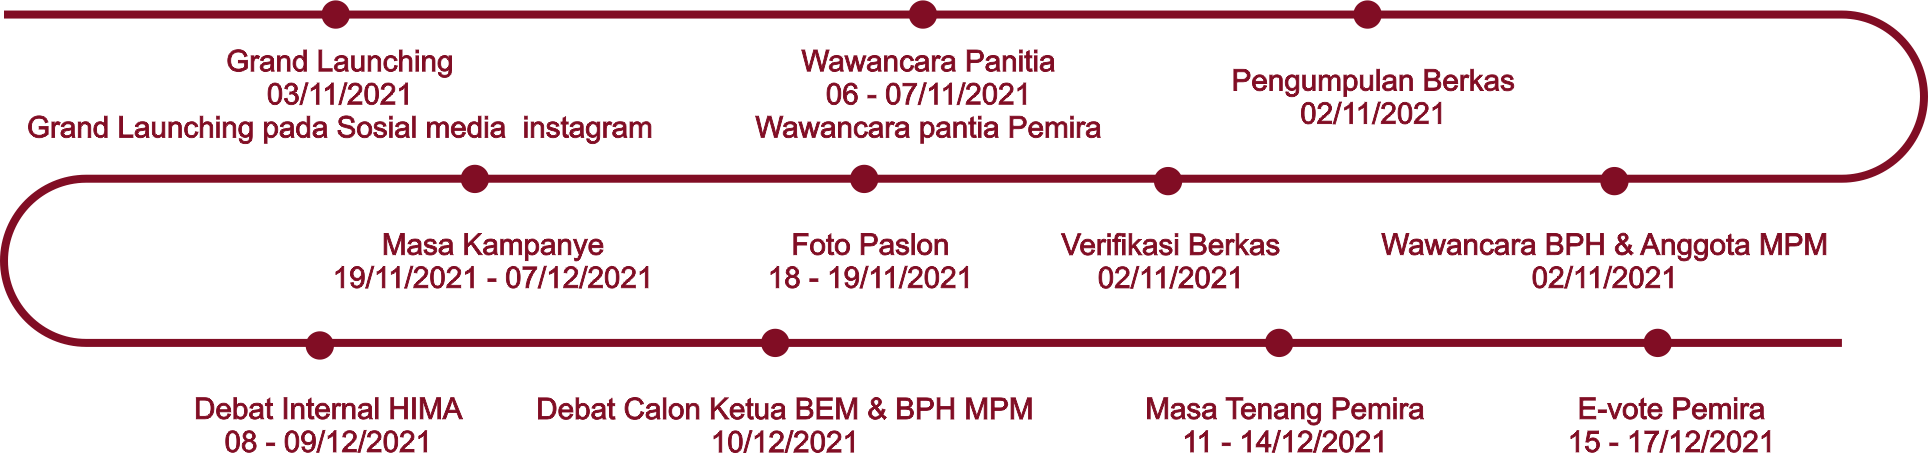 Grand Launching
03/11/2021
Grand Launching pada Sosial media  instagram
Wawancara Panitia
06 - 07/11/2021
Wawancara pantia Pemira
Pengumpulan Berkas
02/11/2021
Masa Kampanye
19/11/2021 - 07/12/2021
Foto Paslon
18 - 19/11/2021
Verifikasi Berkas
02/11/2021
Wawancara BPH & Anggota MPM
02/11/2021
Debat Internal HIMA
08 - 09/12/2021
Debat Calon Ketua BEM & BPH MPM
10/12/2021
Masa Tenang Pemira
11 - 14/12/2021
E-vote Pemira
15 - 17/12/2021